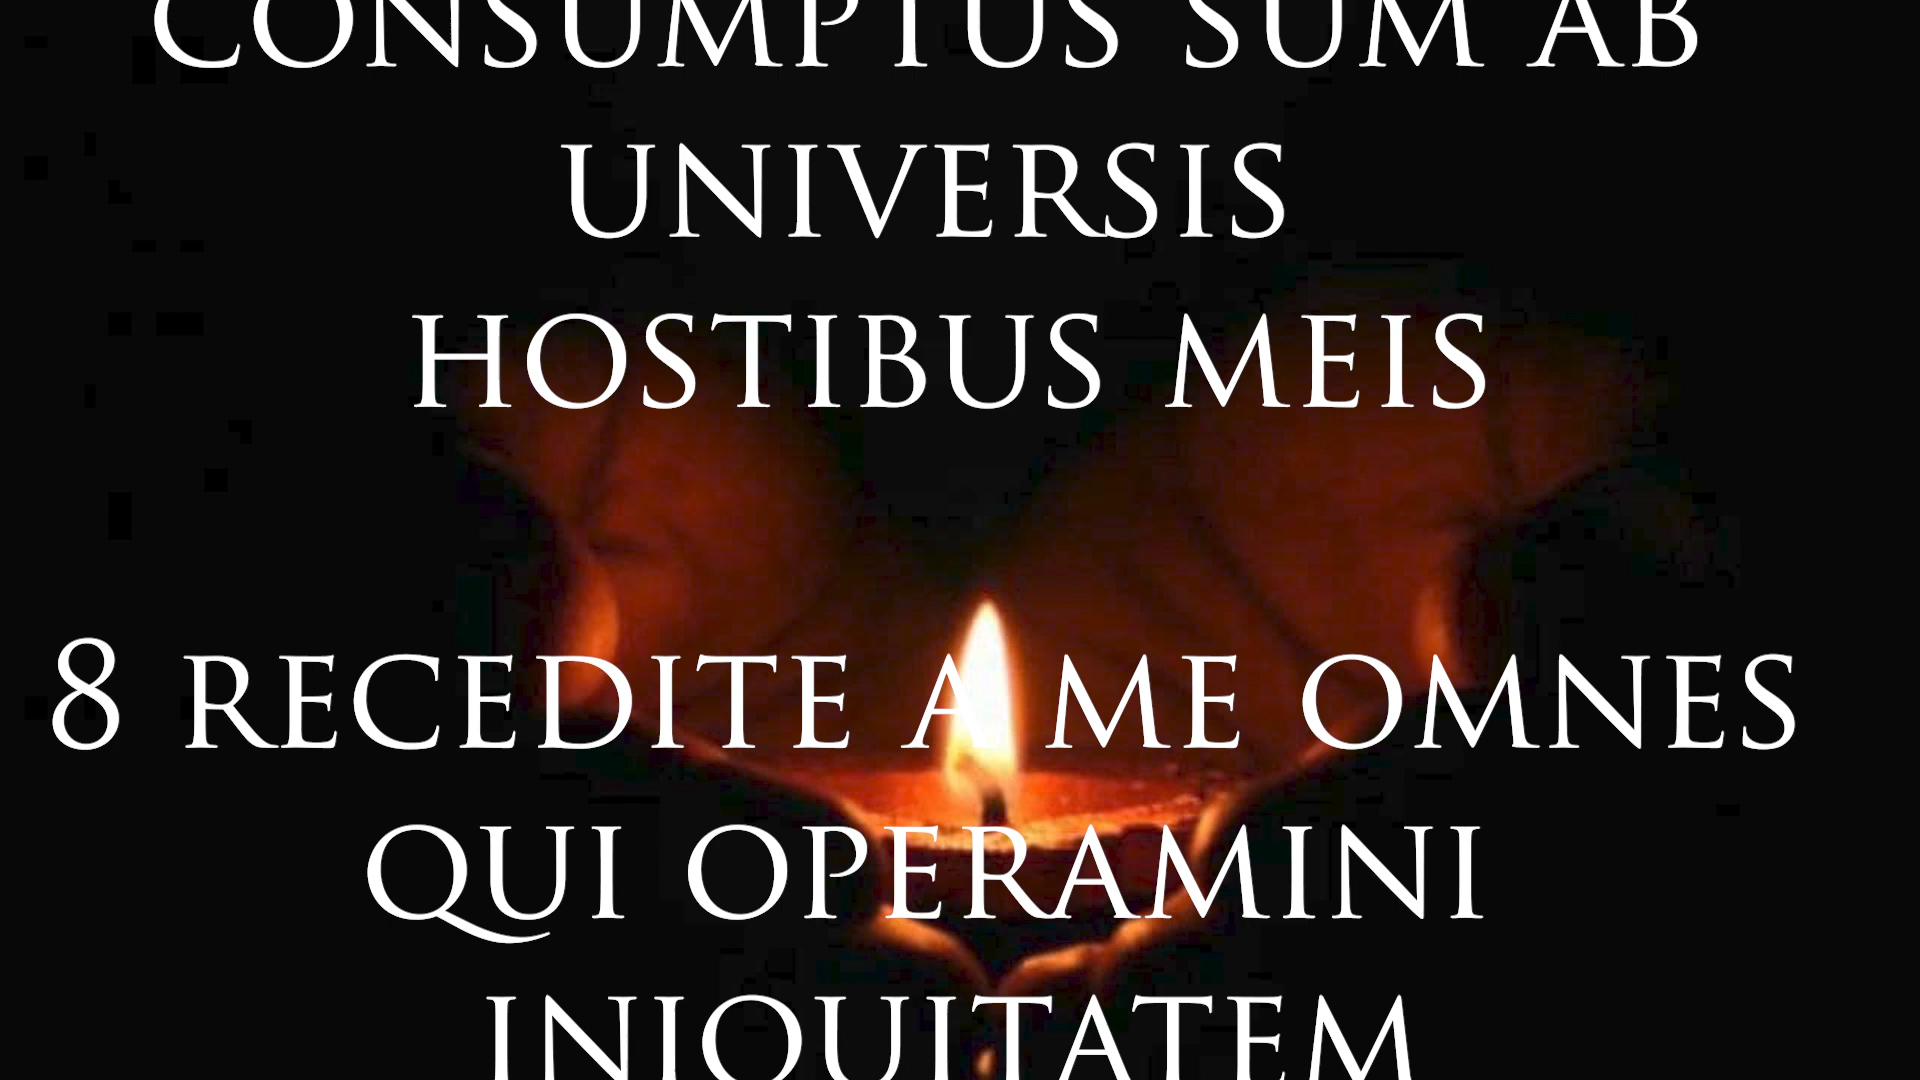 CONSUMPTUS SUM AB
UNIVERSIS
HOSTIBUS MEIS
8 RECEDITE A ME OMNES
QUI OPERAMINI
INIQUITATEM